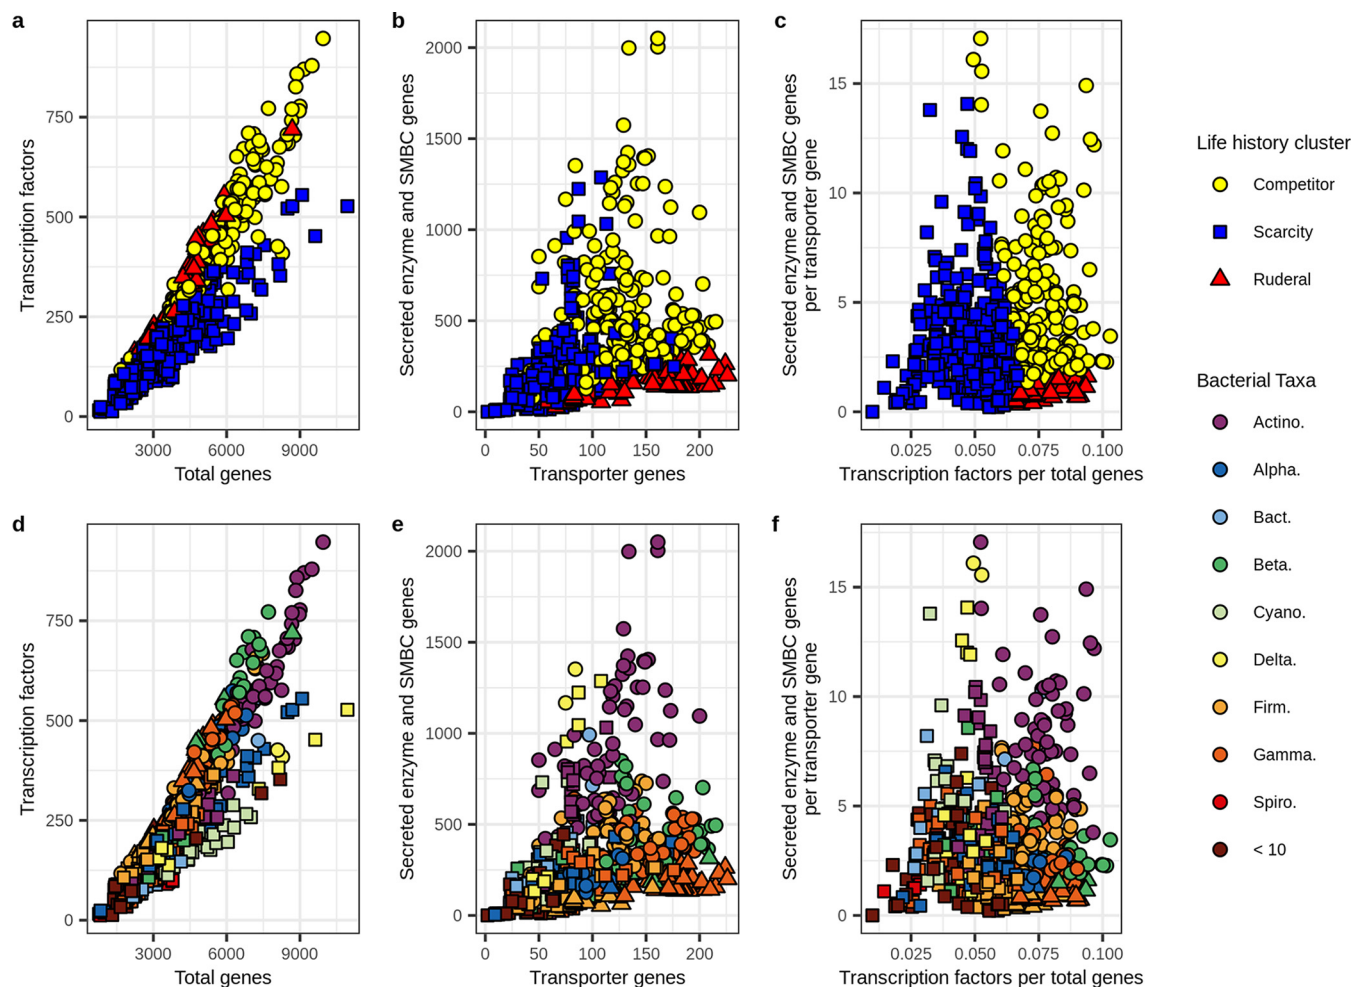 a
Transcription factors
750
500
250
0
3000
6000
9000
Total genes
b
Secreted enzyme and SMBC genes
2000
1500
1000
500
0
0
50
100
150
200
Transporter genes
c
Secreted enzyme and SMBC genes
per transporter gene
15
10
5
0
0.025
0.050
0.075
0.100
Transcription factors per total genes
Life history cluster
Competitor
Scarcity
Ruderal
Bacterial Taxa
Actino.
Alpha.
Bact.
Beta.
Cyano.
Delta.
Firm.
Gamma.
Spiro.
< 10
d
Transcription factors
750
500
250
0
3000
6000
9000
Total genes
e
Secreted enzyme and SMBC genes
2000
1500
1000
500
0
0
50
100
150
200
Transporter genes
f
Secreted enzyme and SMBC genes
per transporter gene
15
10
5
0
0.025
0.050
0.075
0.100
Transcription factors per total genes